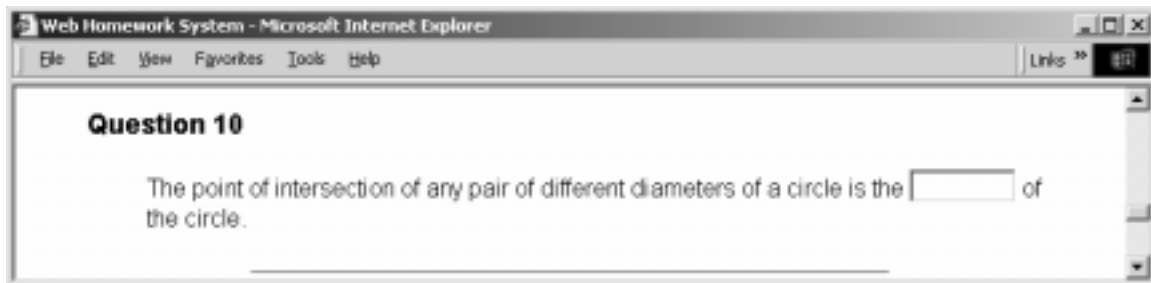 Web Homework System - Microsoft Internet Explorer
File Edit View Favorites Tools Help Links »
Question 10
The point of intersection of any pair of different diameters of a circle is the of
the circle.